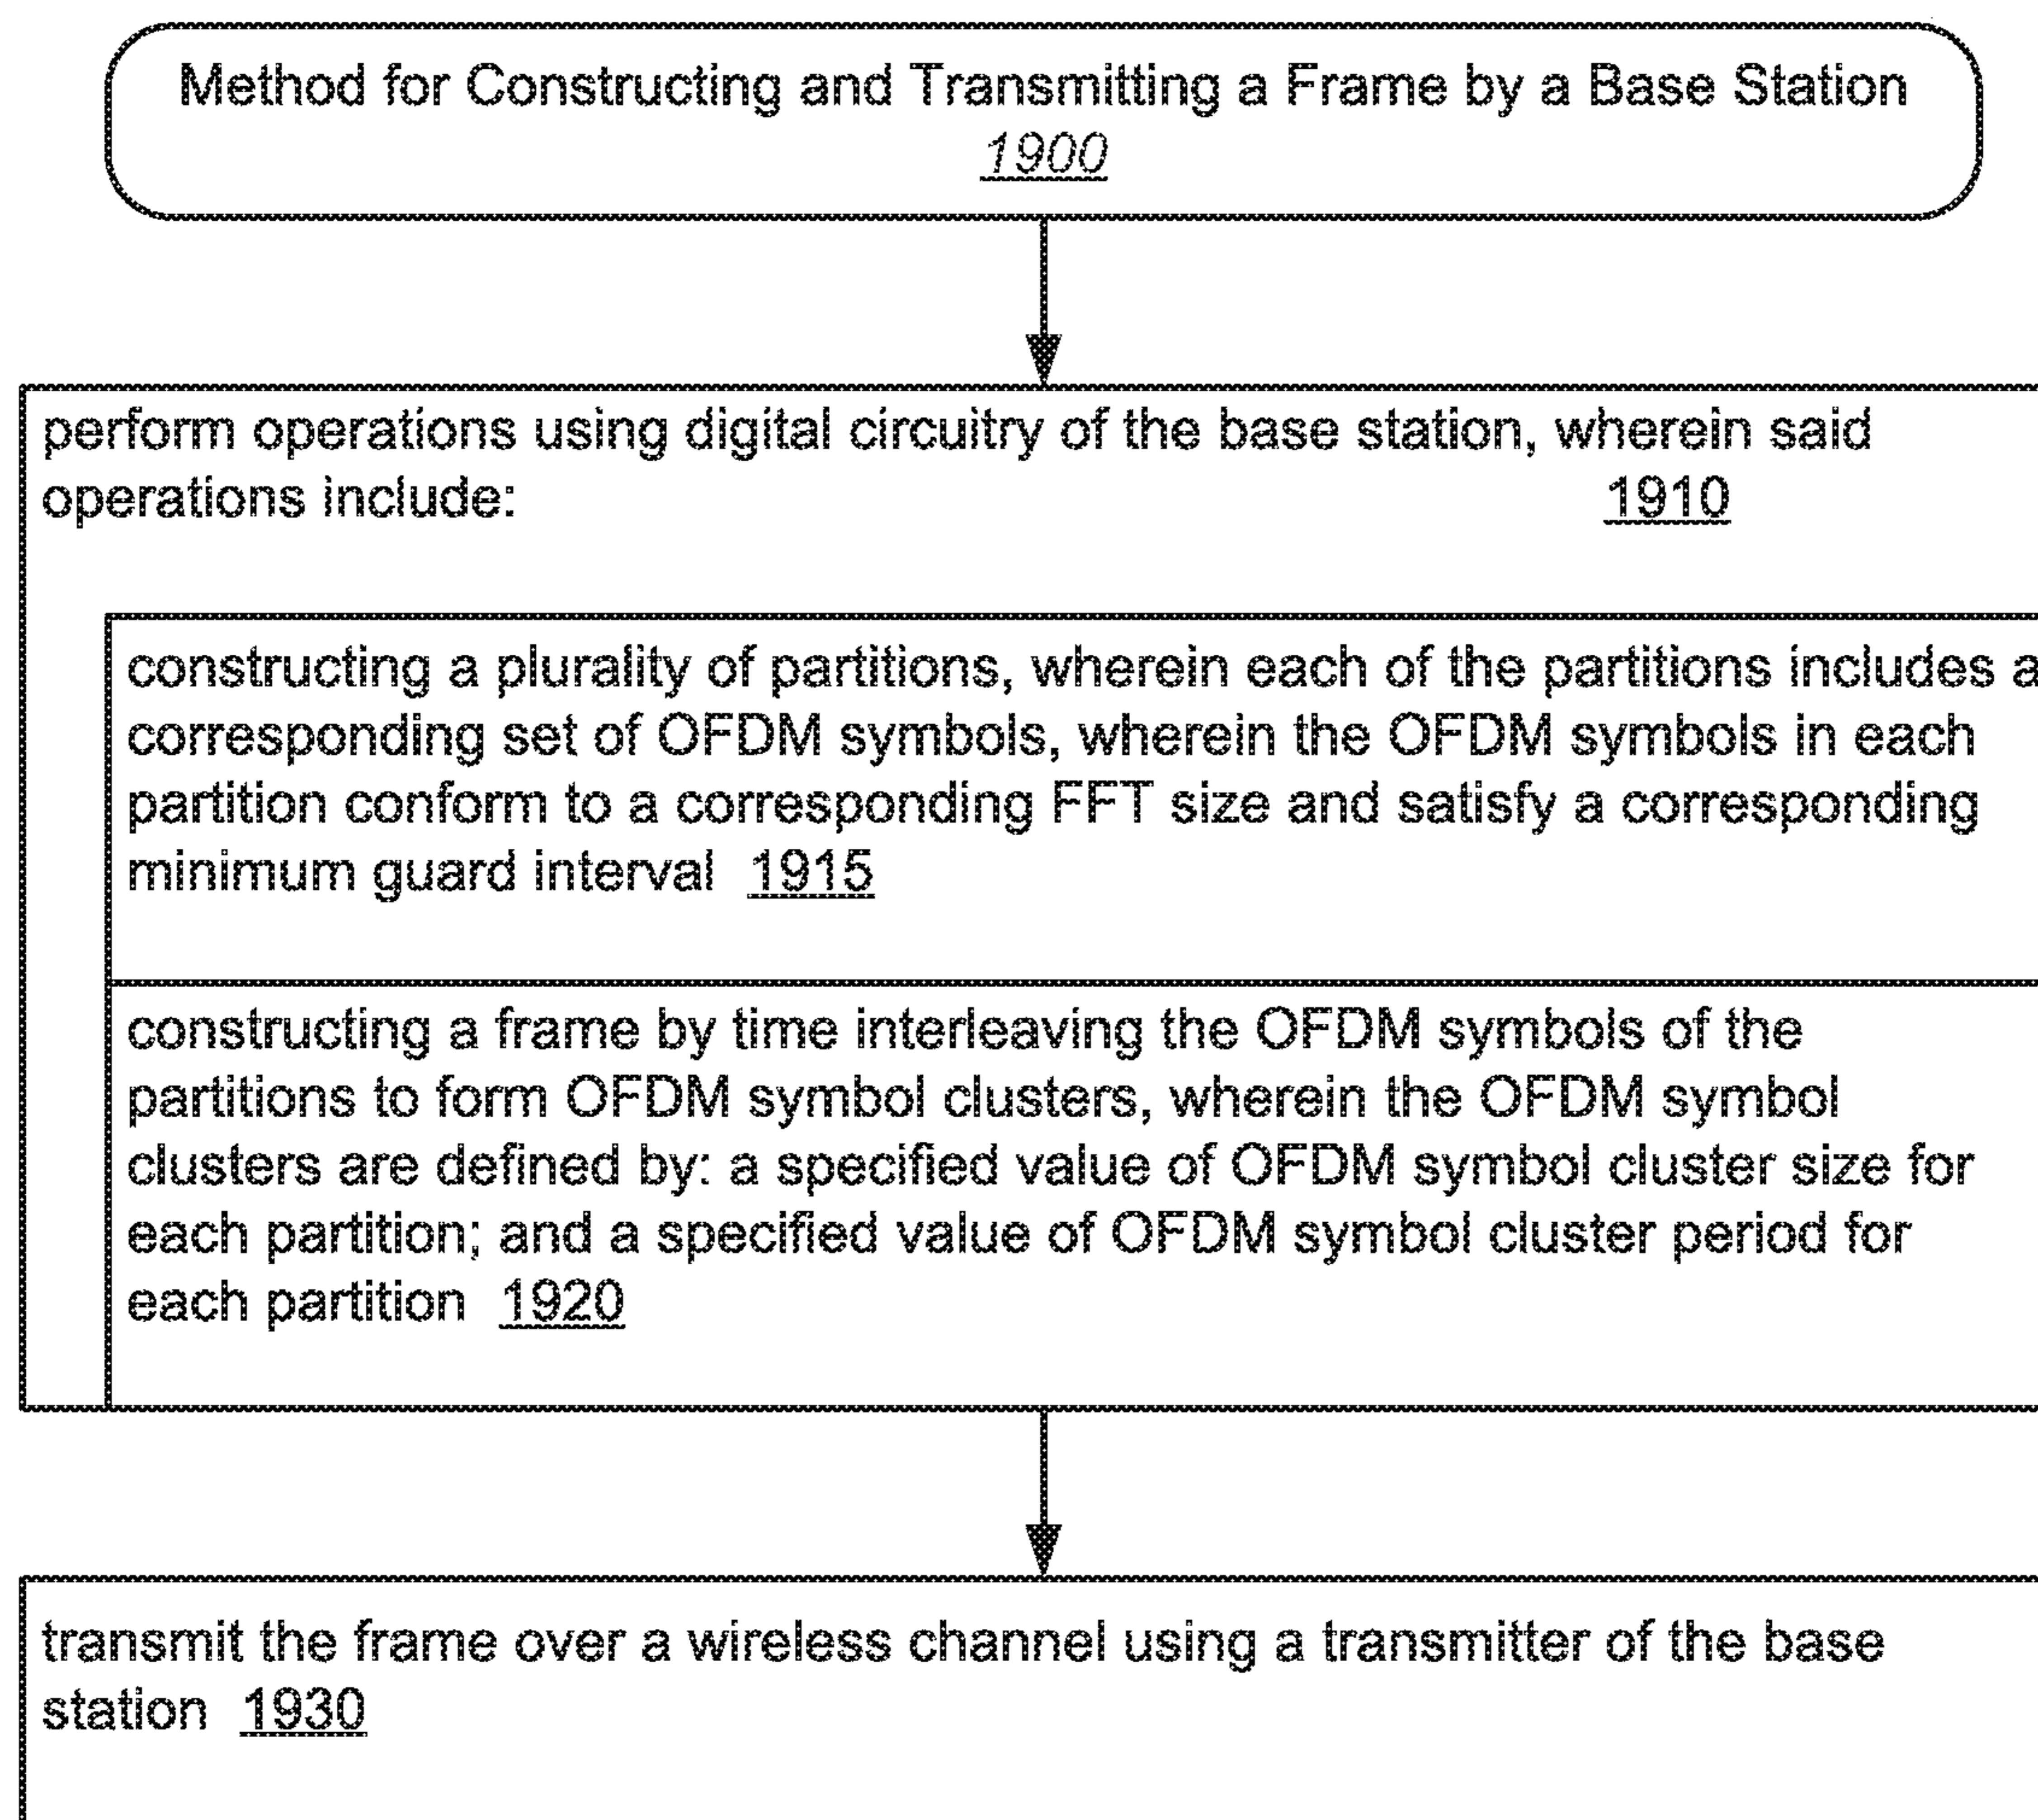 Method for Constructing and Transmitting a Frame by a Base Station
1900
perform operations using digital circuitry of the base station, wherein said
operations include: 1910
constructing a plurality of partitions, wherein each of the partitions includes a
corresponding set of OFDM symbols, wherein the OFDM symbols in each
partition conform to a corresponding FFT size and satisfy a corresponding
minimum guard interval 1915
constructing a frame by time interleaving the OFDM symbols of the
partitions to form OFDM symbol clusters, wherein the OFDM symbol
clusters are defined by: a specified value of OFDM symbol cluster size for
each partition; and a specified value of OFDM symbol cluster period for
each partition 1920
transmit the frame over a wireless channel using a transmitter of the base
station 1930